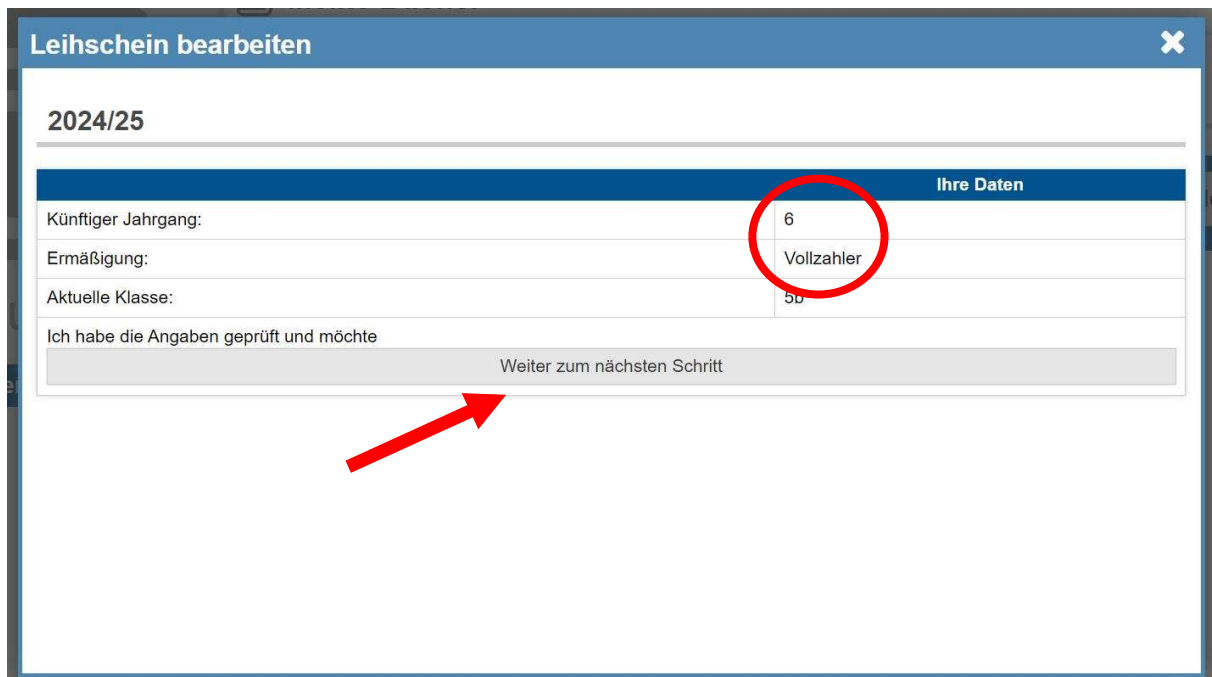 Leihschein bearbeiten
2024/25
Ihre Daten
Künftiger Jahrgang: 6
Ermäßigung: Vollzahler
Aktuelle Klasse: 5b
Ich habe die Angaben geprüft und möchte
Weiter zum nächsten Schritt